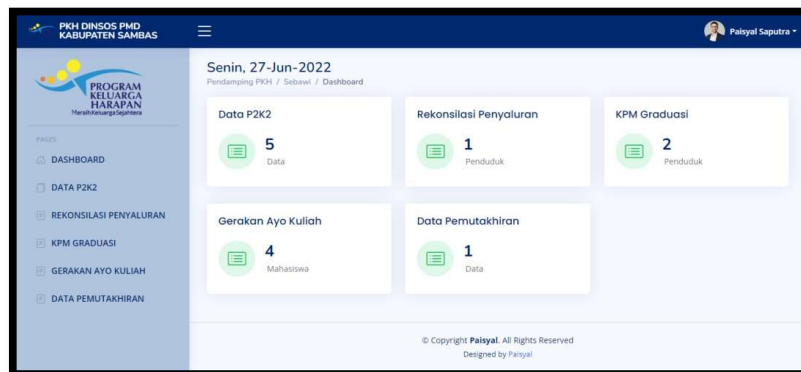 PKH DINSOS PMD
KABUPATEN SAMBAS
Paisyal Saputra
PROGRAM
KELUARGA
HARAPAN
Meraih Keluarga Sejahtera
PAGES
DASHBOARD
DATA P2K2
REKONSILASI PENYALURAN
KPM GRADUASI
GERAKAN AYO KULIAH
DATA PEMUTAKHIRAN
Senin, 27-Jun-2022
Pendamping PKH / Sebawi / Dashboard
Data P2K2
5
Data
Rekonsilasi Penyaluran
1
Penduduk
KPM Graduasi
2
Penduduk
Gerakan Ayo Kuliah
4
Mahasiswa
Data Pemutakhiran
1
Data
© Copyright Paisyal. All Rights Reserved
Designed by Paisyal